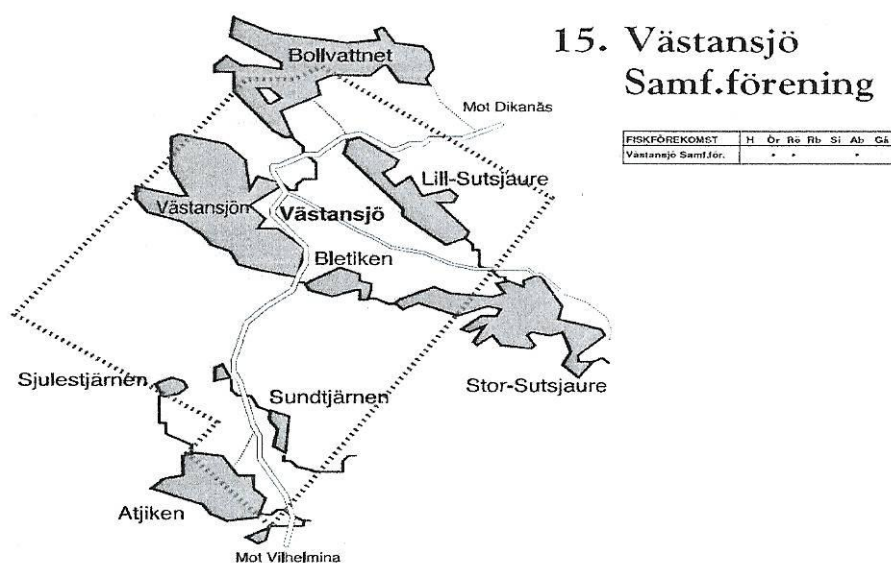 15. Västansjö
Samf.förening
FISKFÖREKOMST H Ör Rö Rb Si Ab Gä
Västansjö Samf.för. • • •
Bollvattnet
Mot Dikanäs
Lill-Sutsjaure
Västansjön
Västansjö
Bletiken
Stor-Sutsjaure
Sjulestjärnen
Sundtjärnen
Atjiken
Mot Vilhelmina